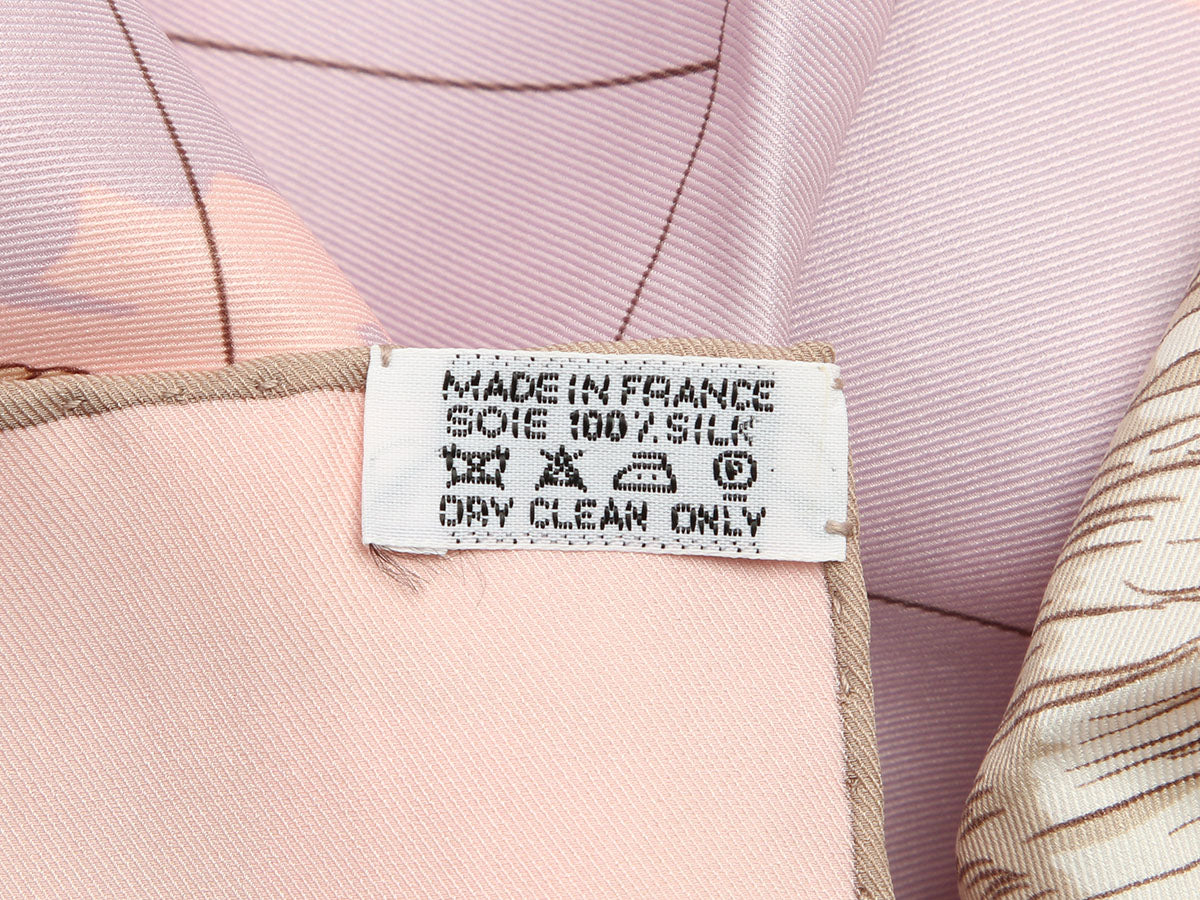 MADE IN FRANCE
SOIE 100% SILK
F
DRY CLEAN ONLY